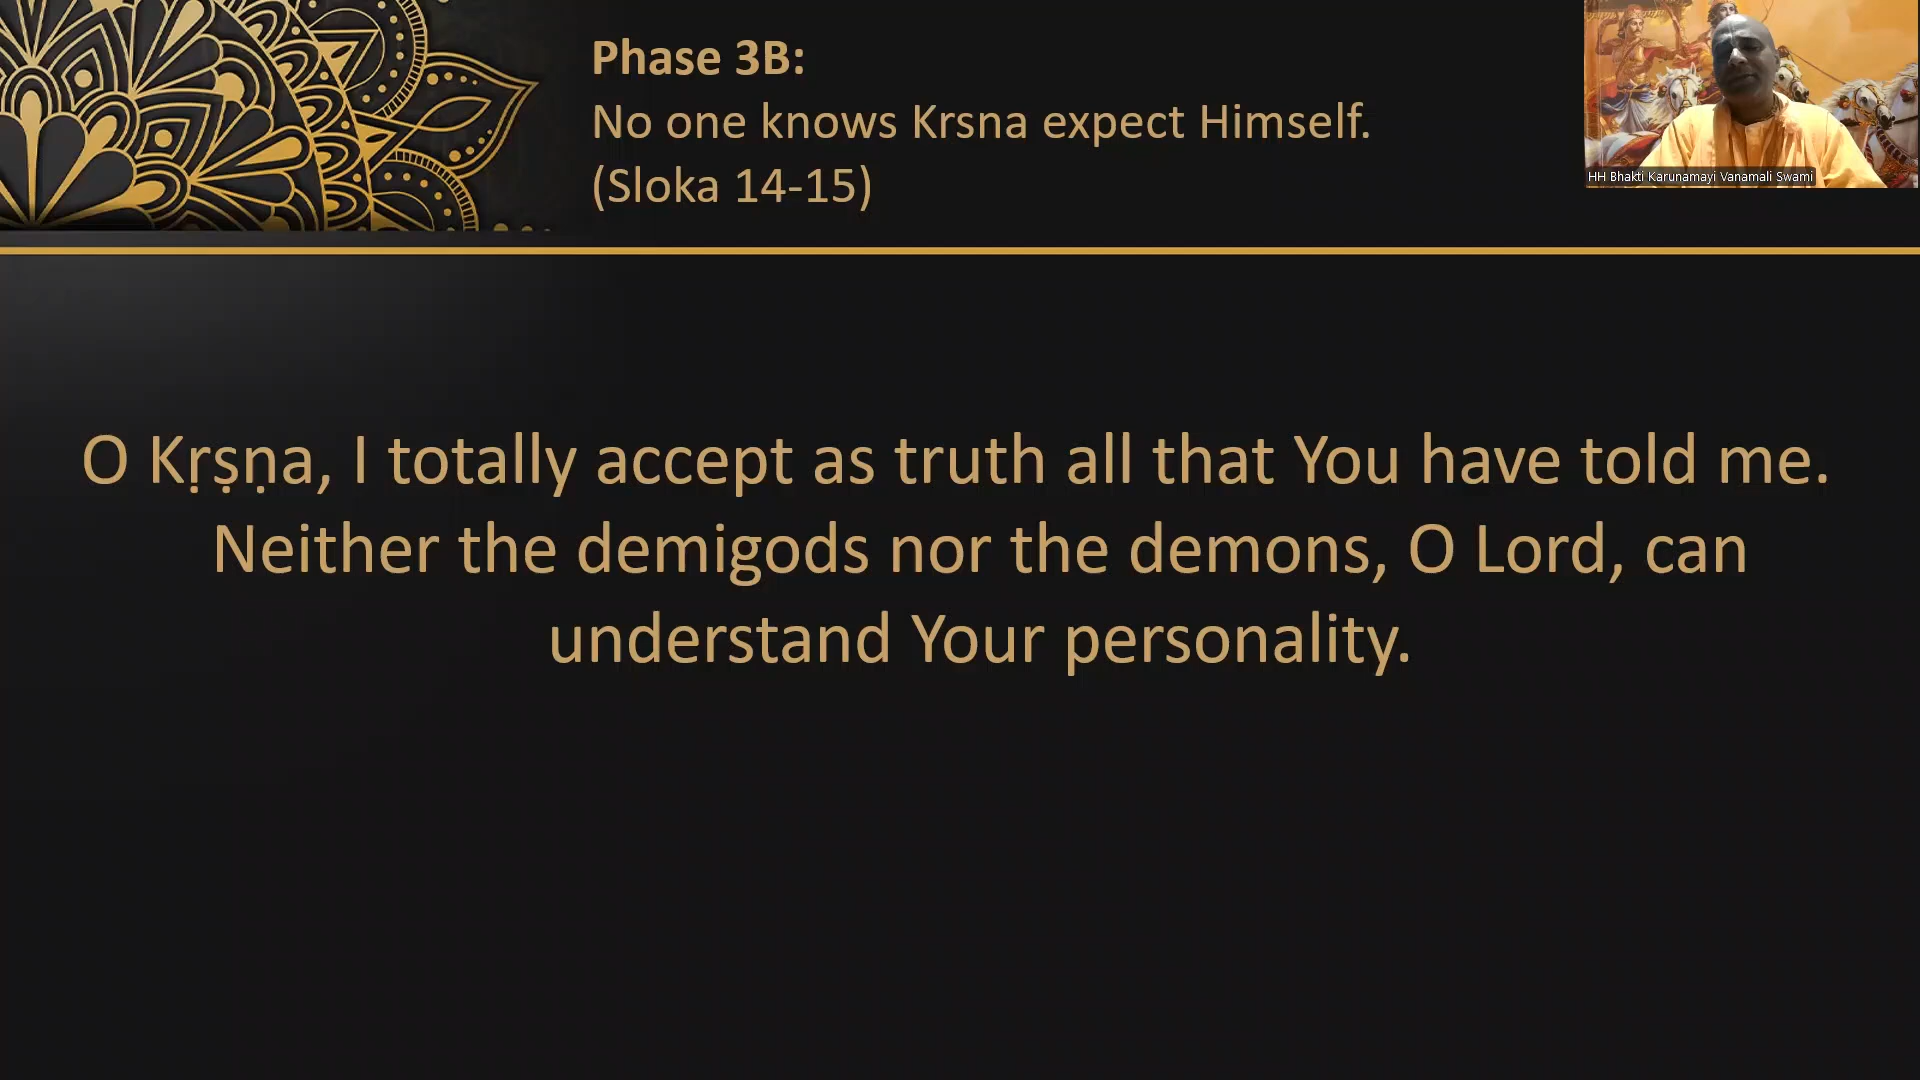 Phase 3B:
No one knows Krsna expect Himself.
(Sloka 14-15)
HH Bhakti Karunamayi Vanamali Swami
O Kṛṣṇa, I totally accept as truth all that You have told me.
Neither the demigods nor the demons, O Lord, can
understand Your personality.